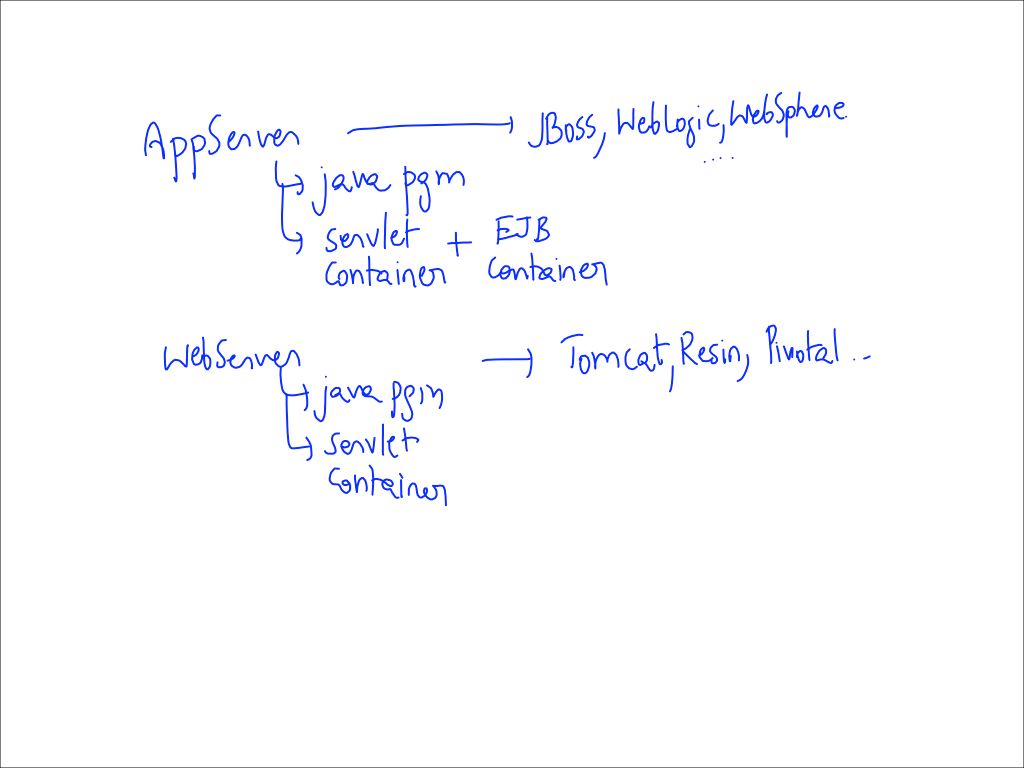 AppServer → JBoss, WebLogic, WebSphere
....
java pgm
servlet + EJB
container container
WebServer → Tomcat, Resin, Pivotal ..
java pgm
servlet
container